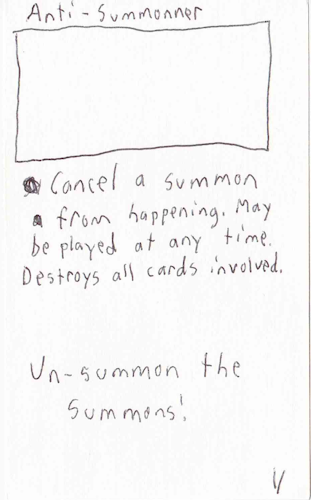 Anti-Summonner
Cancel a summon
from happening. May
be played at any time.
Destroys all cards involved.
Un-summon the
Summons!